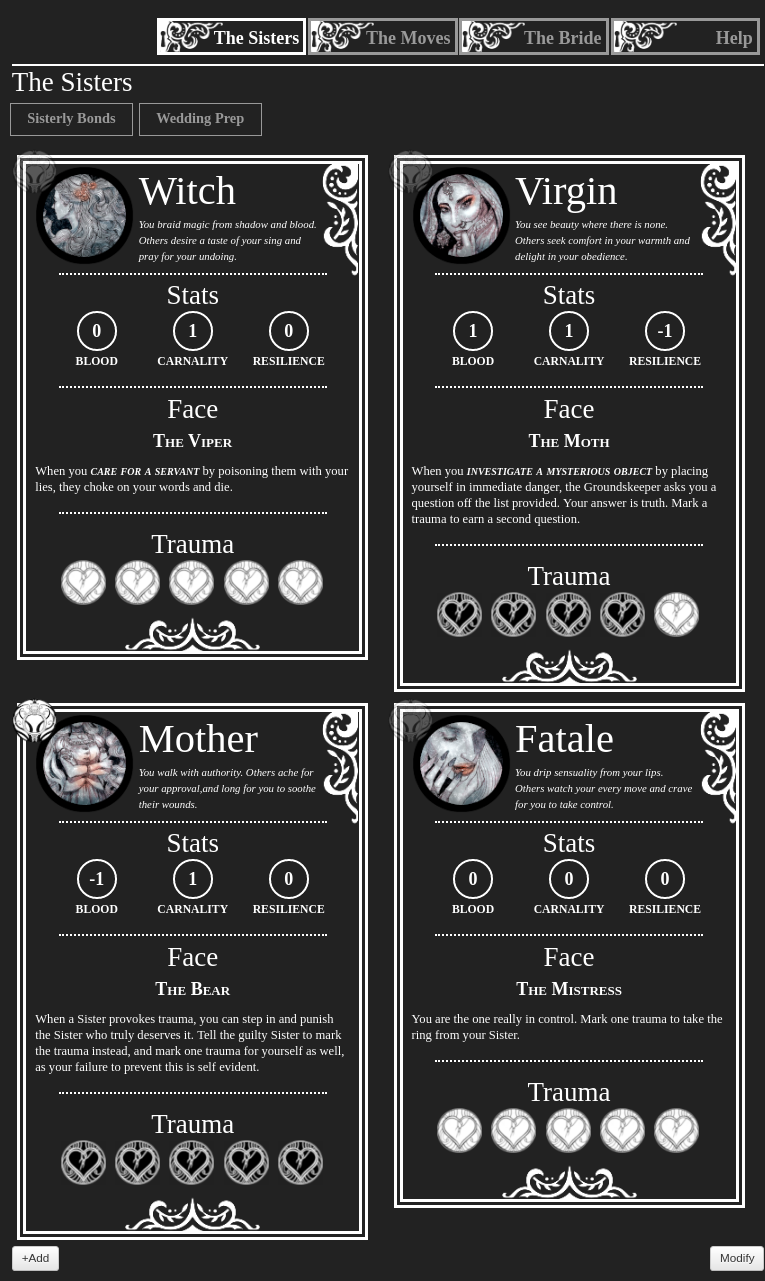 The Sisters
The Moves
The Bride
Help
The Sisters
Sisterly Bonds
Wedding Prep
Witch
You braid magic from shadow and blood.
Others desire a taste of your sing and
pray for your undoing.
Stats
0
1
0
BLOOD
CARNALITY
RESILIENCE
Face
The Viper
When you care for a servant by poisoning them with your
lies, they choke on your words and die.
Trauma
Virgin
You see beauty where there is none.
Others seek comfort in your warmth and
delight in your obedience.
Stats
1
1
-1
BLOOD
CARNALITY
RESILIENCE
Face
The Moth
When you investigate a mysterious object by placing
yourself in immediate danger, the Groundskeeper asks you a
question off the list provided. Your answer is truth. Mark a
trauma to earn a second question.
Trauma
Mother
You walk with authority. Others ache for
your approval,and long for you to soothe
their wounds.
Stats
-1
1
0
BLOOD
CARNALITY
RESILIENCE
Face
The Bear
When a Sister provokes trauma, you can step in and punish
the Sister who truly deserves it. Tell the guilty Sister to mark
the trauma instead, and mark one trauma for yourself as well,
as your failure to prevent this is self evident.
Trauma
Fatale
You drip sensuality from your lips.
Others watch your every move and crave
for you to take control.
Stats
0
0
0
BLOOD
CARNALITY
RESILIENCE
Face
The Mistress
You are the one really in control. Mark one trauma to take the
ring from your Sister.
Trauma
+Add
Modify